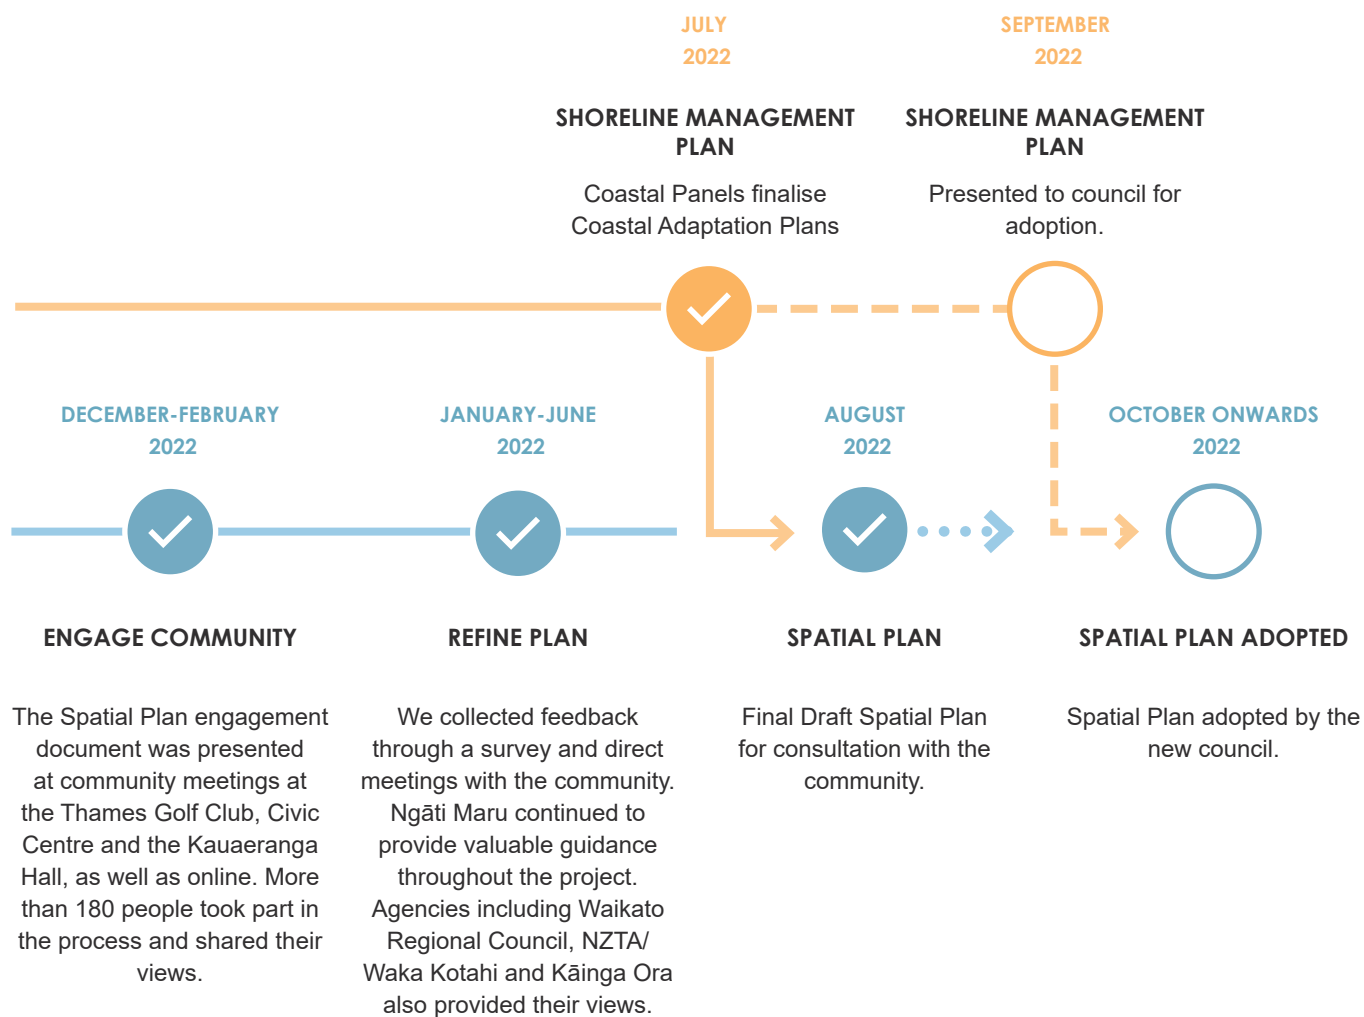 JULY
2022
SHORELINE MANAGEMENT
PLAN
Coastal Panels finalise
Coastal Adaptation Plans
SEPTEMBER
2022
SHORELINE MANAGEMENT
PLAN
Presented to council for
adoption.
DECEMBER-FEBRUARY
2022
ENGAGE COMMUNITY
The Spatial Plan engagement
document was presented
at community meetings at
the Thames Golf Club, Civic
Centre and the Kauaeranga
Hall, as well as online. More
than 180 people took part in
the process and shared their
views.
JANUARY-JUNE
2022
REFINE PLAN
We collected feedback
through a survey and direct
meetings with the community.
Ngāti Maru continued to
provide valuable guidance
throughout the project.
Agencies including Waikato
Regional Council, NZTA/
Waka Kotahi and Kāinga Ora
also provided their views.
AUGUST
2022
SPATIAL PLAN
Final Draft Spatial Plan
for consultation with the
community.
OCTOBER ONWARDS
2022
SPATIAL PLAN ADOPTED
Spatial Plan adopted by the
new council.